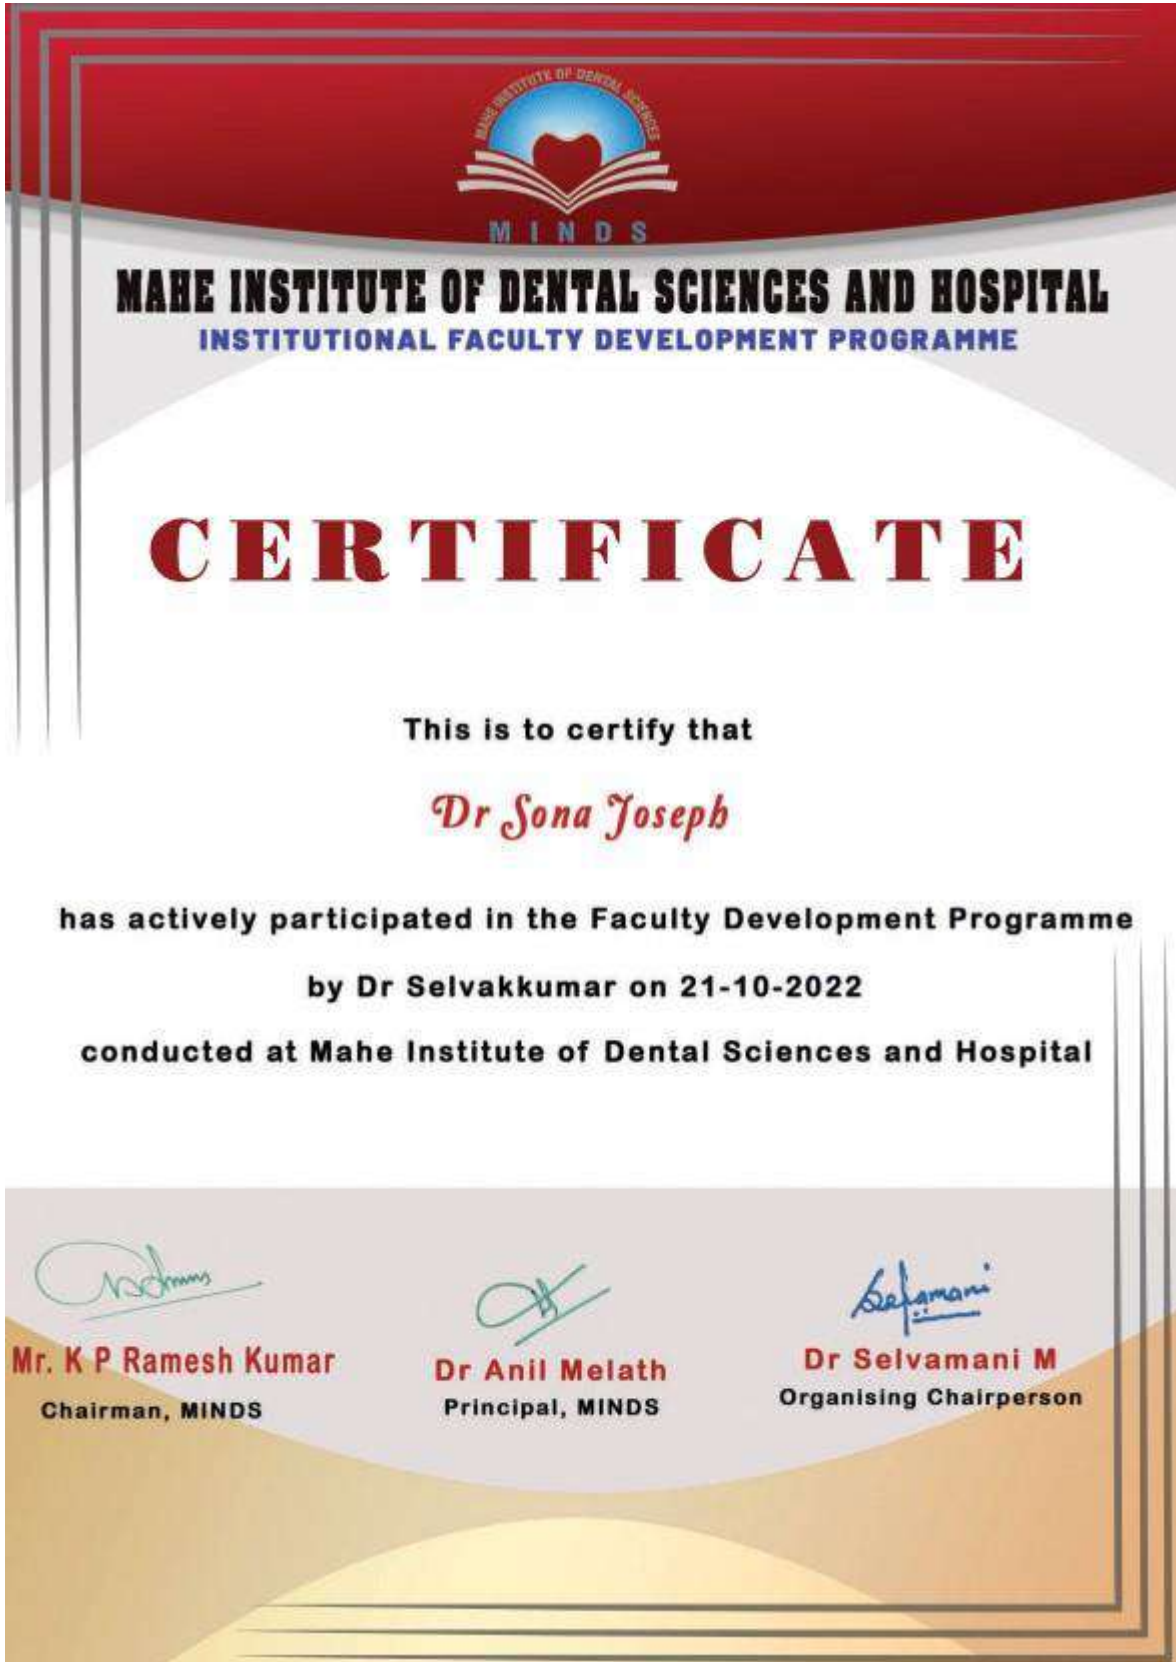 MAHE INSTITUTE OF DENTAL SCIENCES
MINDS
MAHE INSTITUTE OF DENTAL SCIENCES AND HOSPITAL
INSTITUTIONAL FACULTY DEVELOPMENT PROGRAMME
CERTIFICATE
This is to certify that
Dr Sona Joseph
has actively participated in the Faculty Development Programme
by Dr Selvakkumar on 21-10-2022
conducted at Mahe Institute of Dental Sciences and Hospital
Selvamani
Mr. K P Ramesh Kumar
Chairman, MINDS
Dr Anil Melath
Principal, MINDS
Dr Selvamani M
Organising Chairperson